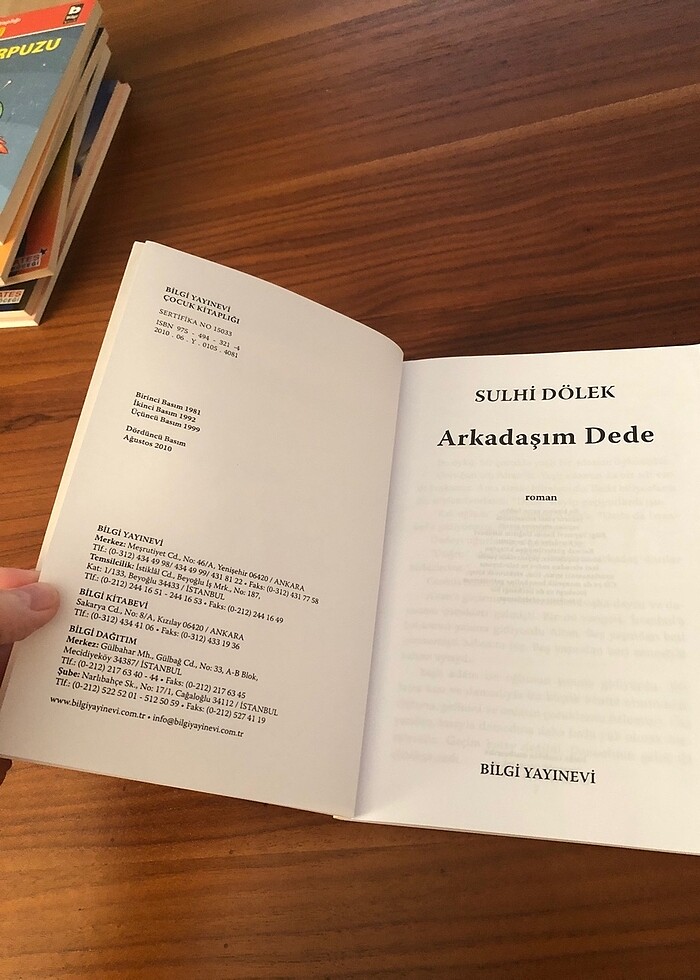 RPUZU
BİLGİ YAYINEVİ
ÇOCUK KİTAPLIĞI
SERTİFİKA NO 15033
ISBN 975 - 494 - 321 -4
2010 . 06 . Y . 0105 . 4081
Birinci Basım 1981
İkinci Basım 1992
Üçüncü Basım 1999
Dördüncü Basım
Ağustos 2010
BİLGİ YAYINEVİ
Merkez: Meşrutiyet Cd., No: 46/A, Yenişehir 06420 / ANKARA
Tlf.: (0-312) 434 49 98/ 434 49 99/ 431 81 22 • Faks: (0-312) 431 77 58
Temsilcilik: İstiklâl Cd., Beyoğlu İş Mrk., No: 187,
Kat: 1/133, Beyoğlu 34433 / İSTANBUL
Tlf.: (0-212) 244 16 51 - 244 16 53 • Faks: (0-212) 244 16 49
BİLGİ KİTABEVİ
Sakarya Cd., No: 8/A, Kızılay 06420 / ANKARA
Tlf.: (0-312) 434 41 06 • Faks: (0-312) 433 19 36
BİLGİ DAĞITIM
Merkez: Gülbahar Mh., Gülbağ Cd., No: 33, A-B Blok,
Mecidiyeköy 34387/ İSTANBUL
Tlf.: (0-212) 217 63 40 - 44 • Faks: (0-212) 217 63 45
Şube: Narlıbahçe Sk., No: 17/1, Cağaloğlu 34112 / İSTANBUL
Tlf.: (0-212) 522 52 01 - 512 50 59 • Faks: (0-212) 527 41 19
www.bilgiyayinevi.com.tr • info@bilgiyayinevi.com.tr
SULHİ DÖLEK
Arkadaşım Dede
roman
BİLGİ YAYINEVİ